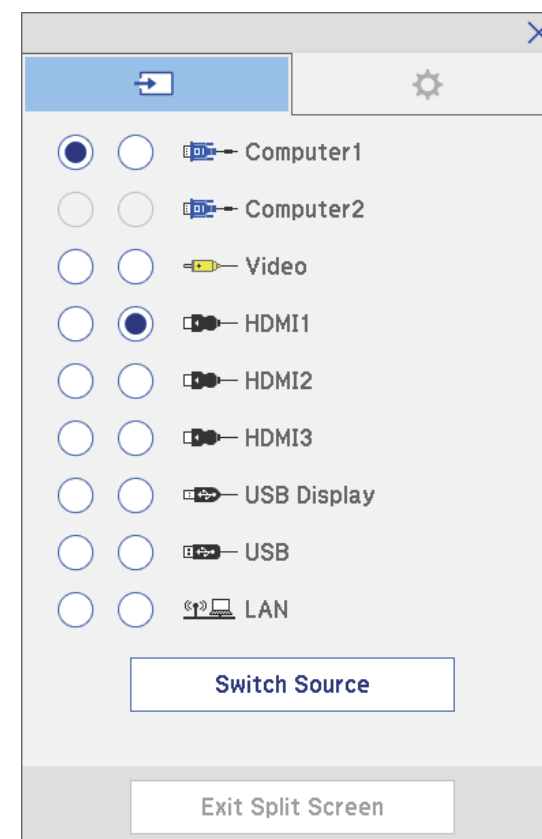 Computer1
Computer2
Video
HDMI1
HDMI2
HDMI3
USB Display
USB
LAN
Switch Source
Exit Split Screen